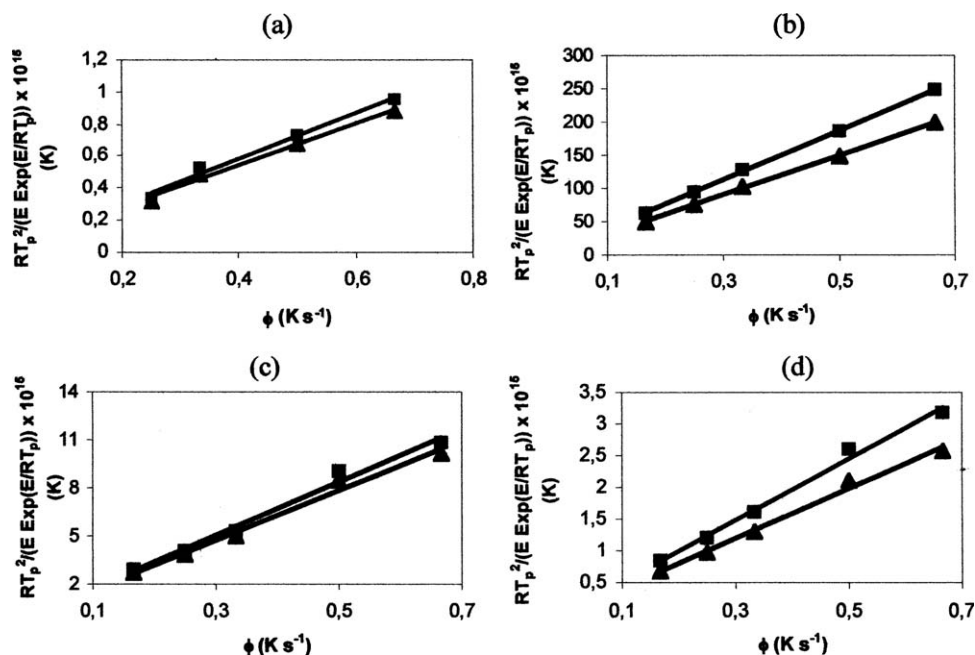 (a)
RTp²/(E Exp(E/RTp)) x 10¹⁵
(K)
1,2
1
0,8
0,6
0,4
0,2
0
0,2
0,4
0,6
0,8
ϕ (K s⁻¹)
(b)
RTp²/(E Exp(E/RTp)) x 10¹⁵
(K)
300
250
200
150
100
50
0
0,1
0,3
0,5
0,7
ϕ (K s⁻¹)
(c)
RTp²/(E Exp(E/RTp)) x 10¹⁵
(K)
14
11
8
5
2
0,1
0,3
0,5
0,7
ϕ (K s⁻¹)
(d)
RTp²/(E Exp(E/RTp)) x 10¹⁵
(K)
3,5
3
2,5
2
1,5
1
0,5
0,1
0,3
0,5
0,7
ϕ (K s⁻¹)